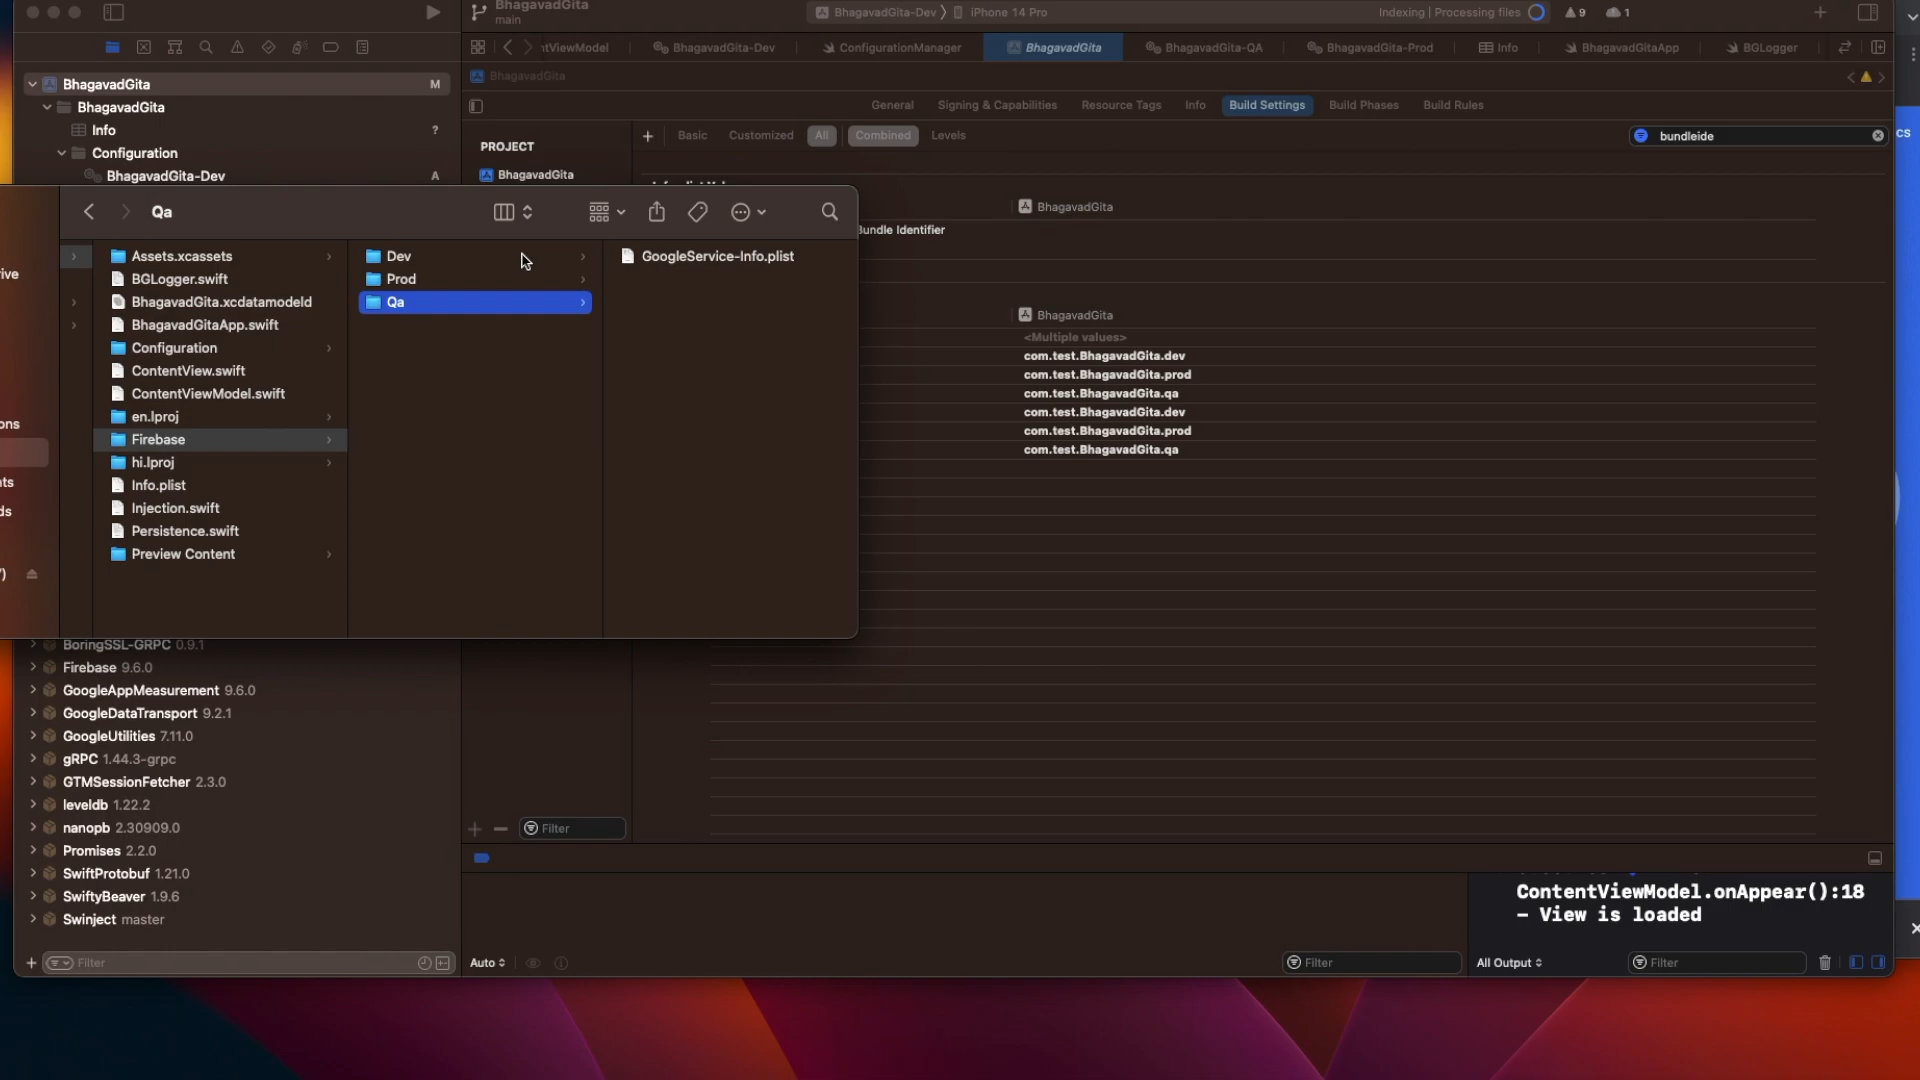 BhagavadGita
main
BhagavadGita-Dev
iPhone 14 Pro
Indexing | Processing files
9
1
ntViewModel
BhagavadGita-Dev
ConfigurationManager
BhagavadGita
BhagavadGita-QA
BhagavadGita-Prod
Info
BhagavadGitaApp
BGLogger
BhagavadGita
M
BhagavadGita
BhagavadGita
Info
?
Configuration
BhagavadGita-Dev
A
General
Signing & Capabilities
Resource Tags
Info
Build Settings
Build Phases
Build Rules
Basic
Customized
All
Combined
Levels
bundleide
cs
PROJECT
BhagavadGita
BhagavadGita
Bundle Identifier
BhagavadGita
<Multiple values>
com.test.BhagavadGita.dev
com.test.BhagavadGita.prod
com.test.BhagavadGita.qa
com.test.BhagavadGita.dev
com.test.BhagavadGita.prod
com.test.BhagavadGita.qa
Qa
ive
ons
nts
ds
Assets.xcassets
BGLogger.swift
BhagavadGita.xcdatamodeld
BhagavadGitaApp.swift
Configuration
ContentView.swift
ContentViewModel.swift
en.lproj
Firebase
hi.lproj
Info.plist
Injection.swift
Persistence.swift
Preview Content
Dev
Prod
Qa
GoogleService-Info.plist
BoringSSL-GRPC 0.9.1
Firebase 9.6.0
GoogleAppMeasurement 9.6.0
GoogleDataTransport 9.2.1
GoogleUtilities 7.11.0
gRPC 1.44.3-grpc
GTMSessionFetcher 2.3.0
leveldb 1.22.2
nanopb 2.30909.0
Promises 2.2.0
SwiftProtobuf 1.21.0
SwiftyBeaver 1.9.6
Swinject master
Filter
Filter
ContentViewModel.onAppear():18
- View is loaded
Auto
Filter
All Output
Filter